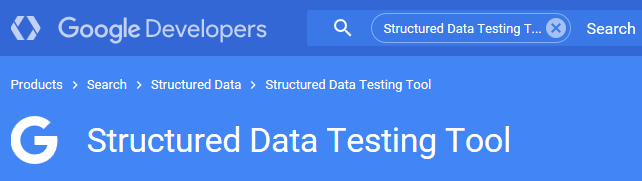 Google Developers Structured Data Testing T... Search
Products > Search > Structured Data > Structured Data Testing Tool
G Structured Data Testing Tool